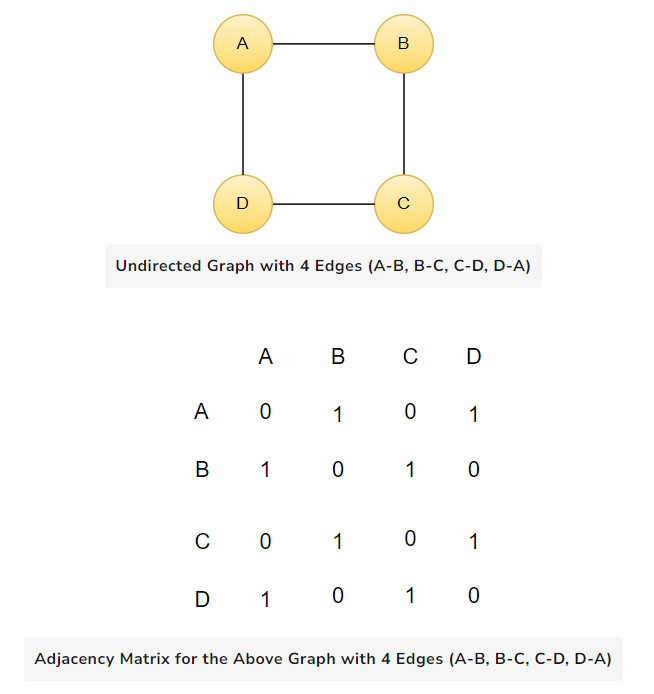 A B
D C
Undirected Graph with 4 Edges (A-B, B-C, C-D, D-A)
A B C D
A 0 1 0 1
B 1 0 1 0
C 0 1 0 1
D 1 0 1 0
Adjacency Matrix for the Above Graph with 4 Edges (A-B, B-C, C-D, D-A)